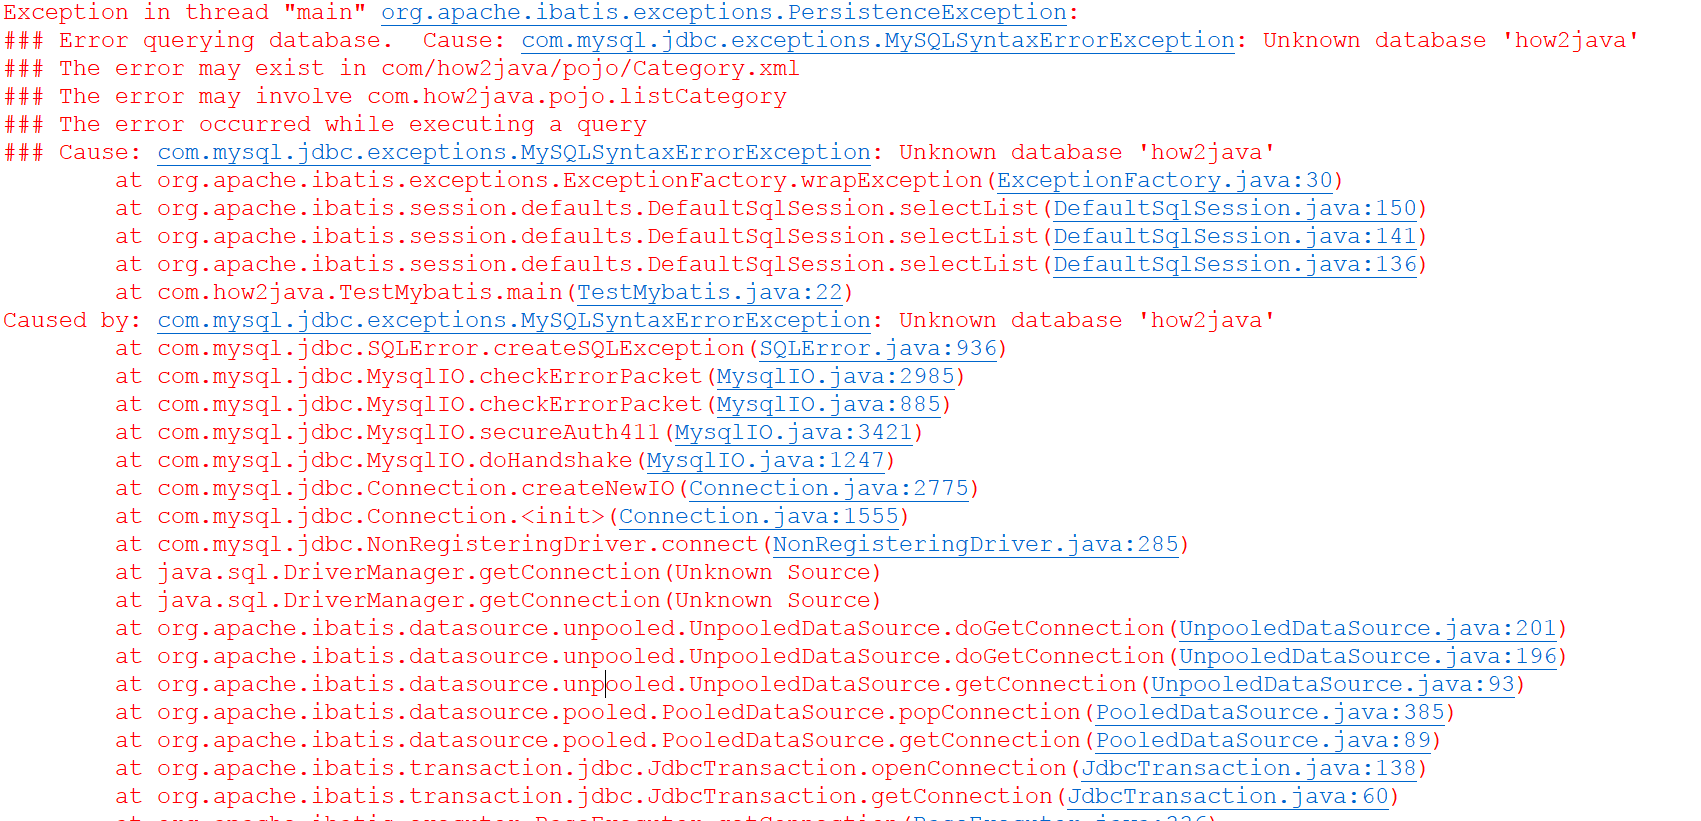 Exception in thread "main" org.apache.ibatis.exceptions.PersistenceException:
### Error querying database.  Cause: com.mysql.jdbc.exceptions.MySQLSyntaxErrorException: Unknown database 'how2java'
### The error may exist in com/how2java/pojo/Category.xml
### The error may involve com.how2java.pojo.listCategory
### The error occurred while executing a query
### Cause: com.mysql.jdbc.exceptions.MySQLSyntaxErrorException: Unknown database 'how2java'
at org.apache.ibatis.exceptions.ExceptionFactory.wrapException(ExceptionFactory.java:30)
at org.apache.ibatis.session.defaults.DefaultSqlSession.selectList(DefaultSqlSession.java:150)
at org.apache.ibatis.session.defaults.DefaultSqlSession.selectList(DefaultSqlSession.java:141)
at org.apache.ibatis.session.defaults.DefaultSqlSession.selectList(DefaultSqlSession.java:136)
at com.how2java.TestMybatis.main(TestMybatis.java:22)
Caused by: com.mysql.jdbc.exceptions.MySQLSyntaxErrorException: Unknown database 'how2java'
at com.mysql.jdbc.SQLError.createSQLException(SQLError.java:936)
at com.mysql.jdbc.MysqlIO.checkErrorPacket(MysqlIO.java:2985)
at com.mysql.jdbc.MysqlIO.checkErrorPacket(MysqlIO.java:885)
at com.mysql.jdbc.MysqlIO.secureAuth411(MysqlIO.java:3421)
at com.mysql.jdbc.MysqlIO.doHandshake(MysqlIO.java:1247)
at com.mysql.jdbc.Connection.createNewIO(Connection.java:2775)
at com.mysql.jdbc.Connection.<init>(Connection.java:1555)
at com.mysql.jdbc.NonRegisteringDriver.connect(NonRegisteringDriver.java:285)
at java.sql.DriverManager.getConnection(Unknown Source)
at java.sql.DriverManager.getConnection(Unknown Source)
at org.apache.ibatis.datasource.unpooled.UnpooledDataSource.doGetConnection(UnpooledDataSource.java:201)
at org.apache.ibatis.datasource.unpooled.UnpooledDataSource.doGetConnection(UnpooledDataSource.java:196)
at org.apache.ibatis.datasource.unpooled.UnpooledDataSource.getConnection(UnpooledDataSource.java:93)
at org.apache.ibatis.datasource.pooled.PooledDataSource.popConnection(PooledDataSource.java:385)
at org.apache.ibatis.datasource.pooled.PooledDataSource.getConnection(PooledDataSource.java:89)
at org.apache.ibatis.transaction.jdbc.JdbcTransaction.openConnection(JdbcTransaction.java:138)
at org.apache.ibatis.transaction.jdbc.JdbcTransaction.getConnection(JdbcTransaction.java:60)